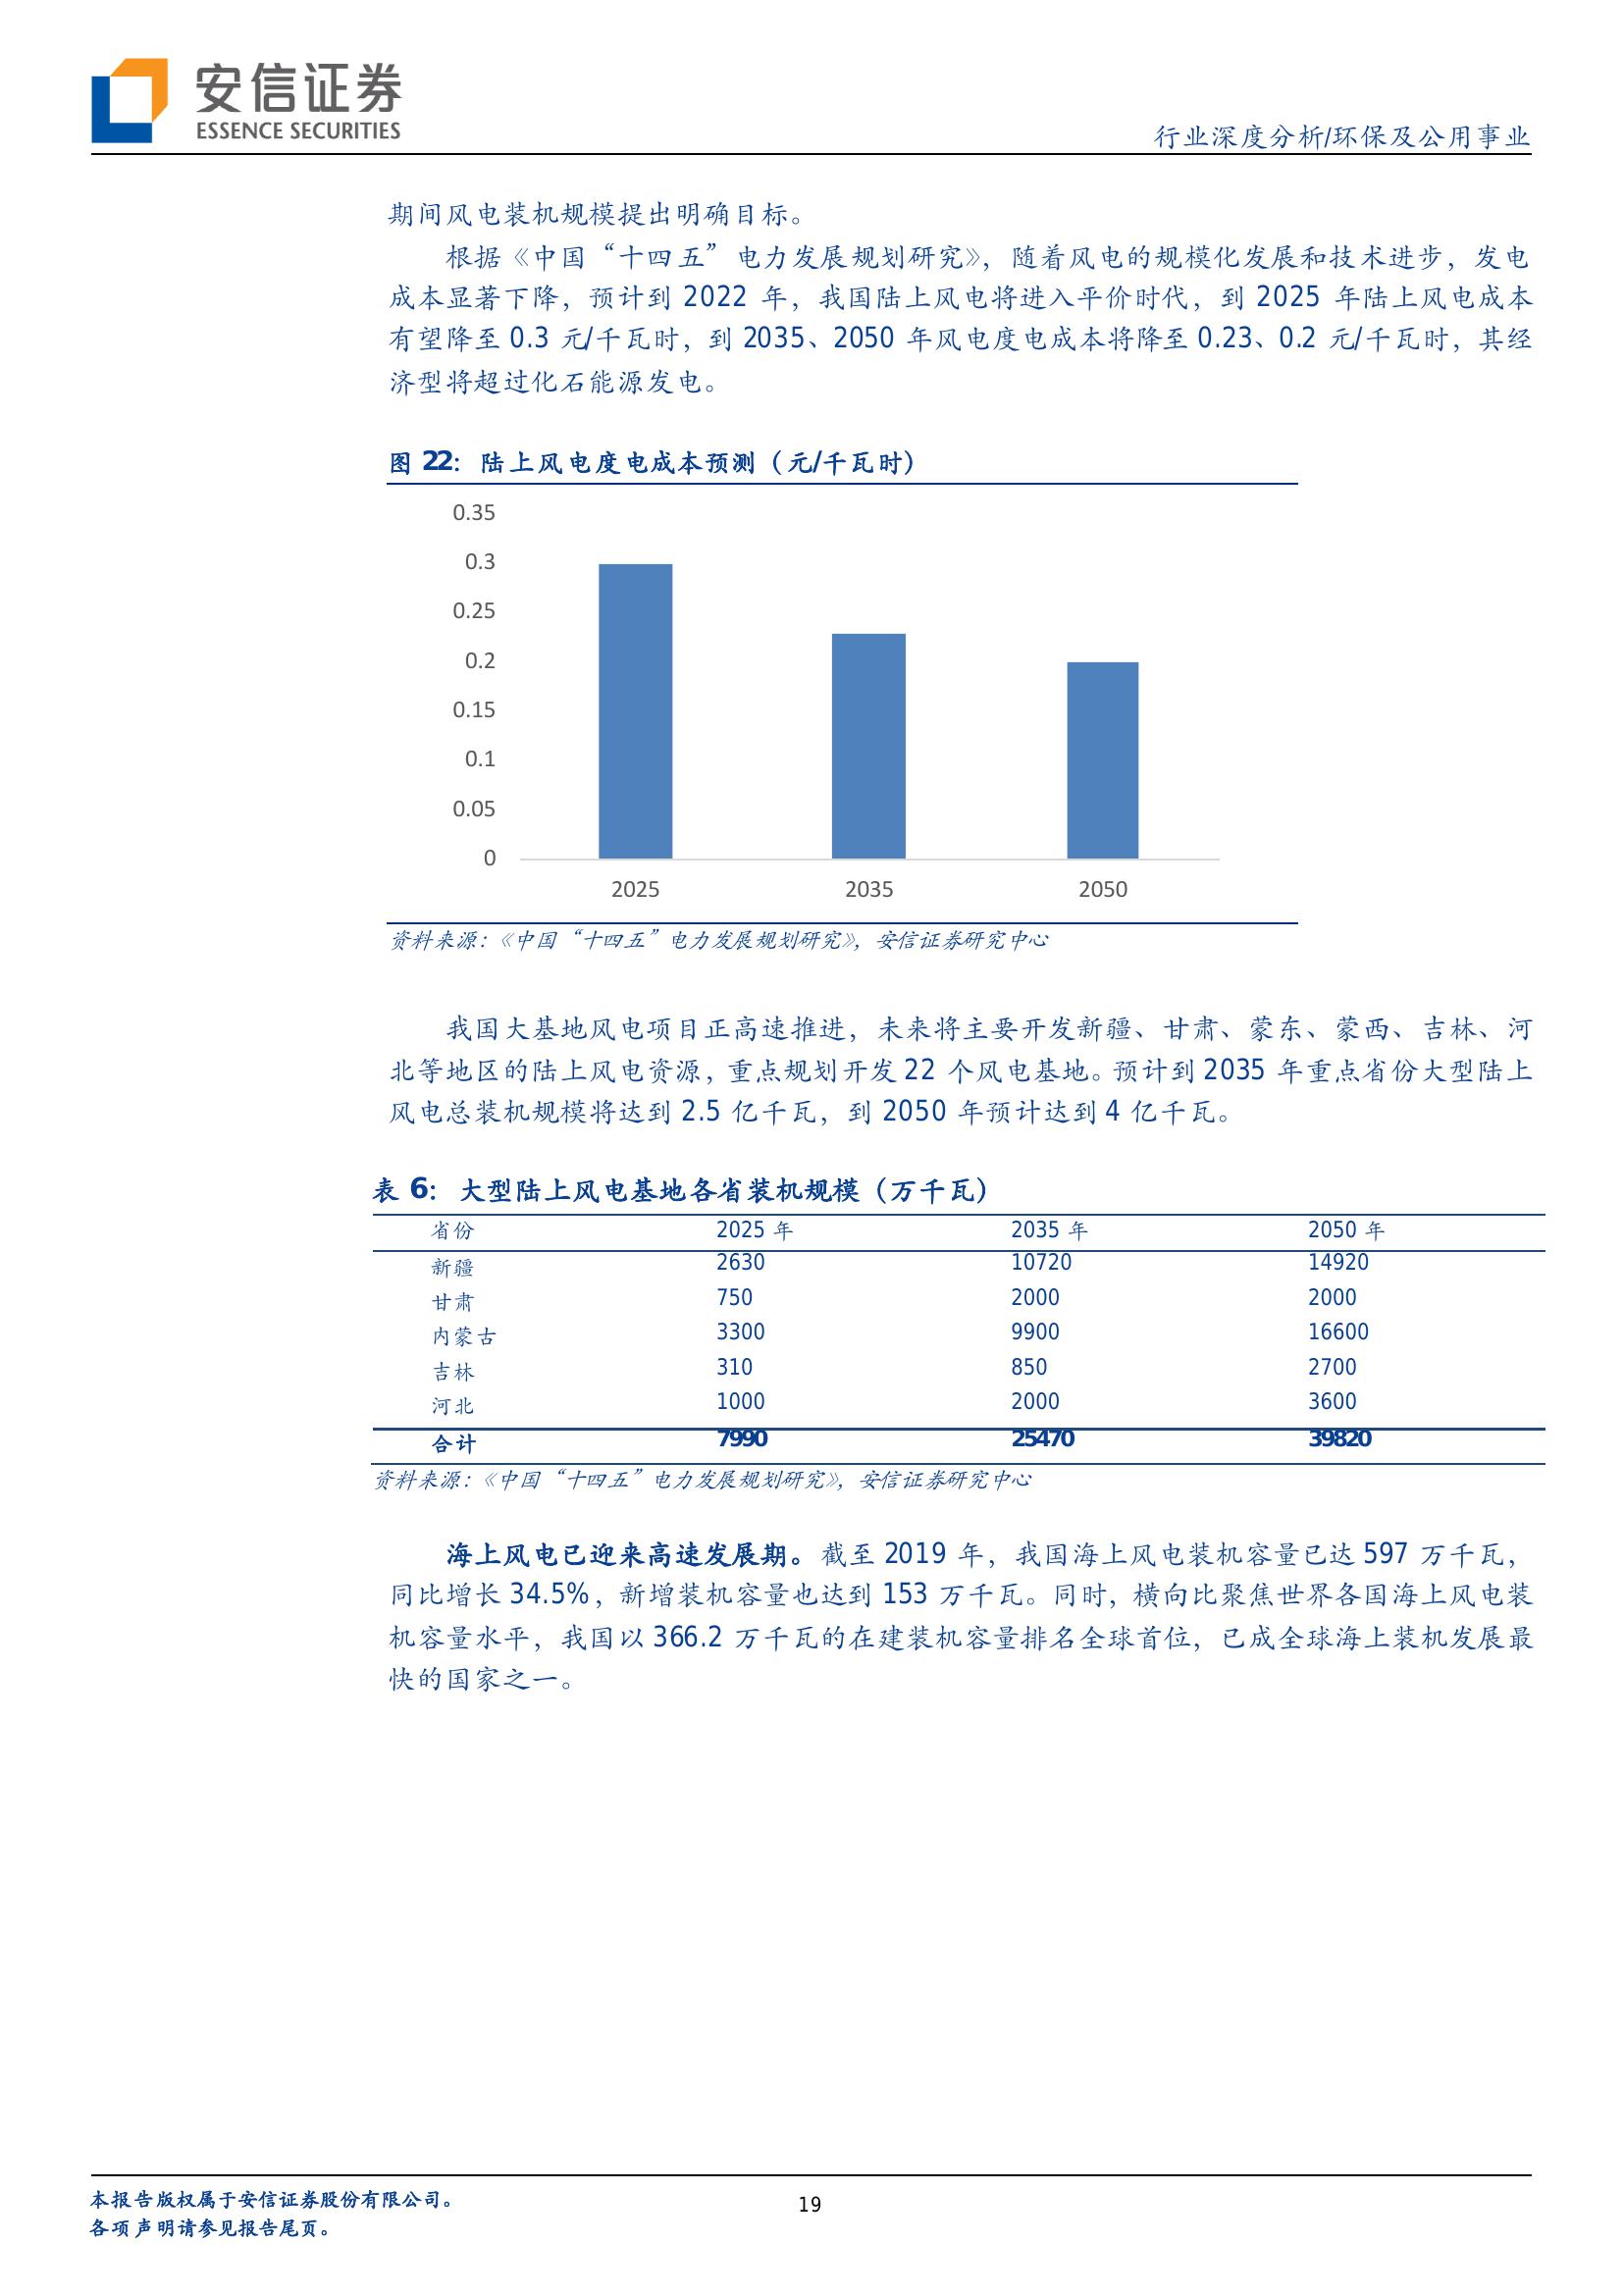 安信证券
ESSENCE SECURITIES
行业深度分析/环保及公用事业
期间风电装机规模提出明确目标。
根据《中国“十四五”电力发展规划研究》，随着风电的规模化发展和技术进步，发电
成本显著下降，预计到 2022 年，我国陆上风电将进入平价时代，到 2025 年陆上风电成本
有望降至 0.3 元/千瓦时，到 2035、2050 年风电度电成本将降至 0.23、0.2 元/千瓦时，其经
济型将超过化石能源发电。
图 22：陆上风电度电成本预测（元/千瓦时）
0.35
0.3
0.25
0.2
0.15
0.1
0.05
0
2025 2035 2050
资料来源：《中国“十四五”电力发展规划研究》，安信证券研究中心
我国大基地风电项目正高速推进，未来将主要开发新疆、甘肃、蒙东、蒙西、吉林、河
北等地区的陆上风电资源，重点规划开发 22 个风电基地。预计到 2035 年重点省份大型陆上
风电总装机规模将达到 2.5 亿千瓦，到 2050 年预计达到 4 亿千瓦。
表 6：大型陆上风电基地各省装机规模（万千瓦）
省份 2025 年 2035 年 2050 年
新疆 2630 10720 14920
甘肃 750 2000 2000
内蒙古 3300 9900 16600
吉林 310 850 2700
河北 1000 2000 3600
合计 7990 25470 39820
资料来源：《中国“十四五”电力发展规划研究》，安信证券研究中心
海上风电已迎来高速发展期。截至 2019 年，我国海上风电装机容量已达 597 万千瓦，
同比增长 34.5%，新增装机容量也达到 153 万千瓦。同时，横向比聚焦世界各国海上风电装
机容量水平，我国以 366.2 万千瓦的在建装机容量排名全球首位，已成全球海上装机发展最
快的国家之一。
本报告版权属于安信证券股份有限公司。
各项声明请参见报告尾页。
19